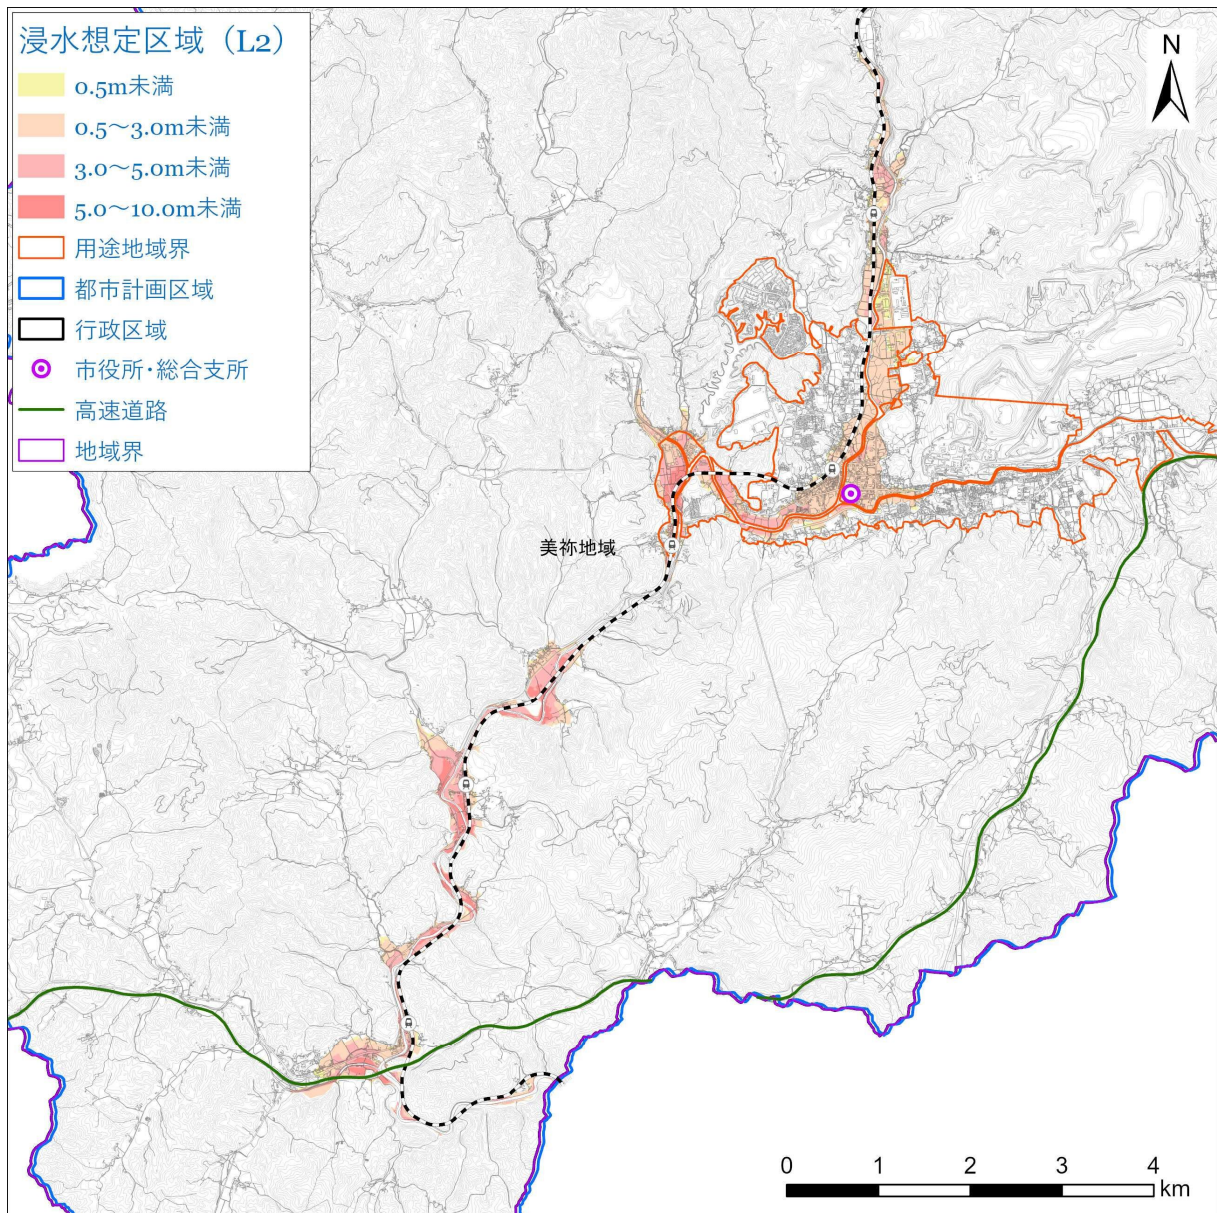 浸水想定区域（L2）
0.5m未満
0.5～3.0m未満
3.0～5.0m未満
5.0～10.0m未満
用途地域界
都市計画区域
行政区域
市役所・総合支所
高速道路
地域界
N
美祢地域
0 1 2 3 4
km